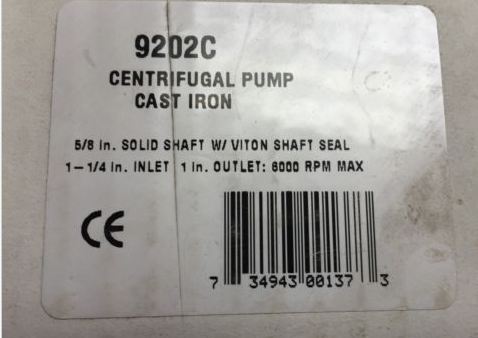 9202C
CENTRIFUGAL PUMP
CAST IRON
5/8 in. SOLID SHAFT W/ VITON SHAFT SEAL
1-1/4 in. INLET 1 in. OUTLET: 6000 RPM MAX
CE
7 34943 00137 3